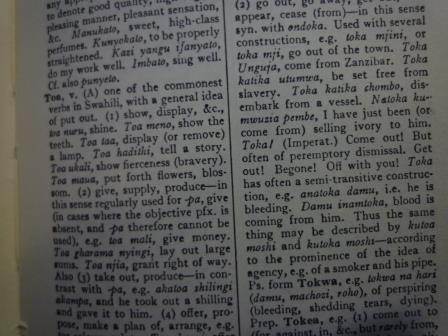 any app
to denote good quality, high-
pleasing manner, pleasant sensation,
&c. Manukato, sweet, high-class
perfumes. Kunyokato, to be properly
straightened. Kazi yangu ifanyato,
do my work well. Imbato, sing well.
Cf. also punyeto.
Toa, v. (A) one of the commonest
verbs in Swahili, with a general idea
of put out. (1) show, display, &c.,
toa nuru, shine. Toa meno, show the
teeth. Toa taa, display (or remove)
a lamp. Toa hadithi, tell a story.
Toa ukali, show fierceness (bravery).
Toa maua, put forth flowers, blos-
som. (2) give, supply, produce—in
this sense regularly used for -pa, give
(in cases where the objective pfx. is
absent, and -pa therefore cannot be
used), e.g. toa mali, give money.
Toa gharama nyingi, lay out large
sums. Toa njia, grant right of way.
Also (3) take out, produce—in con-
trast with -pa, e.g. akatoa shilingi
akampa, and he took out a shilling
and gave it to him. (4) offer, pro-
pose, make a plan of, arrange, e.
(2) go out, go away, get
appear, cease (from)—in this sense
syn. with ondoka. Used with several
constructions, e.g. toka mjini, or
toka mji, go out of the town. Toka
Unguja, come from Zanzibar. Toka
katika utumwa, be set free from
slavery. Toka katika chombo, dis-
embark from a vessel. Natoka ku-
mwuzia pembe, I have just been (or
come from) selling ivory to him.
Toka! (Imperat.) Come out! But
often of peremptory dismissal. Get
out! Begone! Off with you! Toka
has often a semi-transitive construc-
tion, e.g. anatoka damu, i.e. he is
bleeding. Damu inamtoka, blood is
coming from him. Thus the same
thing may be described by kutoa
moshi and kutoka moshi—according
to the prominence of the idea of
agency, e.g. of a smoker and his pipe.
Ps. form Tokwa, e.g. tokwa na hari
(damu, machozi, roho), of perspiring
(bleeding, shedding tears, dying).
Prep. Tokea, e.g. (1) come out to
(for, against, in, &c., but rarely from